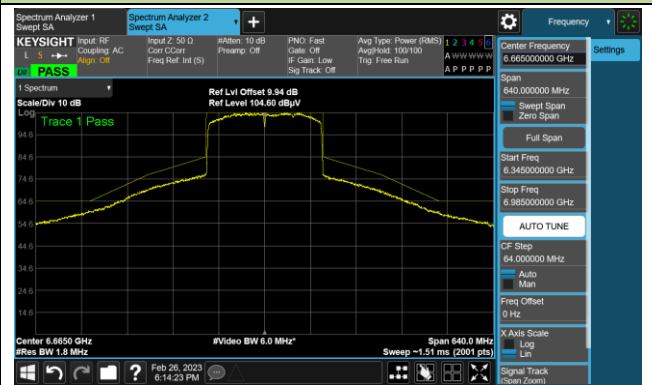 Spectrum Analyzer 1
Swept SA
Spectrum Analyzer 2
Swept SA
Frequency
KEYSIGHT
Input: RF
Coupling: AC
Align: Off
Input Z: 50 Ω
Corr CCorr
Freq Ref: Int (S)
#Atten: 10 dB
Preamp: Off
PNO: Fast
Gate: Off
IF Gain: Low
Sig Track: Off
Avg Type: Power (RMS)
Avg|Hold: 100/100
Trig: Free Run
1 2 3 4 5 6
A W W W W W
A P P P P P
L S
PASS
1 Spectrum
Scale/Div 10 dB
Ref Lvl Offset 9.94 dB
Ref Level 104.60 dBµV
Log
Trace 1 Pass
94.6
84.6
74.6
64.6
54.6
44.6
34.6
24.6
14.6
Center 6.6650 GHz
#Res BW 1.8 MHz
#Video BW 6.0 MHz*
Span 640.0 MHz
Sweep ~1.51 ms (2001 pts)
Center Frequency
6.665000000 GHz
Settings
Span
640.000000 MHz
Swept Span
Zero Span
Full Span
Start Freq
6.345000000 GHz
Stop Freq
6.985000000 GHz
AUTO TUNE
CF Step
64.000000 MHz
Auto
Man
Freq Offset
0 Hz
X Axis Scale
Log
Lin
Signal Track
(Span Zoom)
Feb 26, 2023
6:14:23 PM